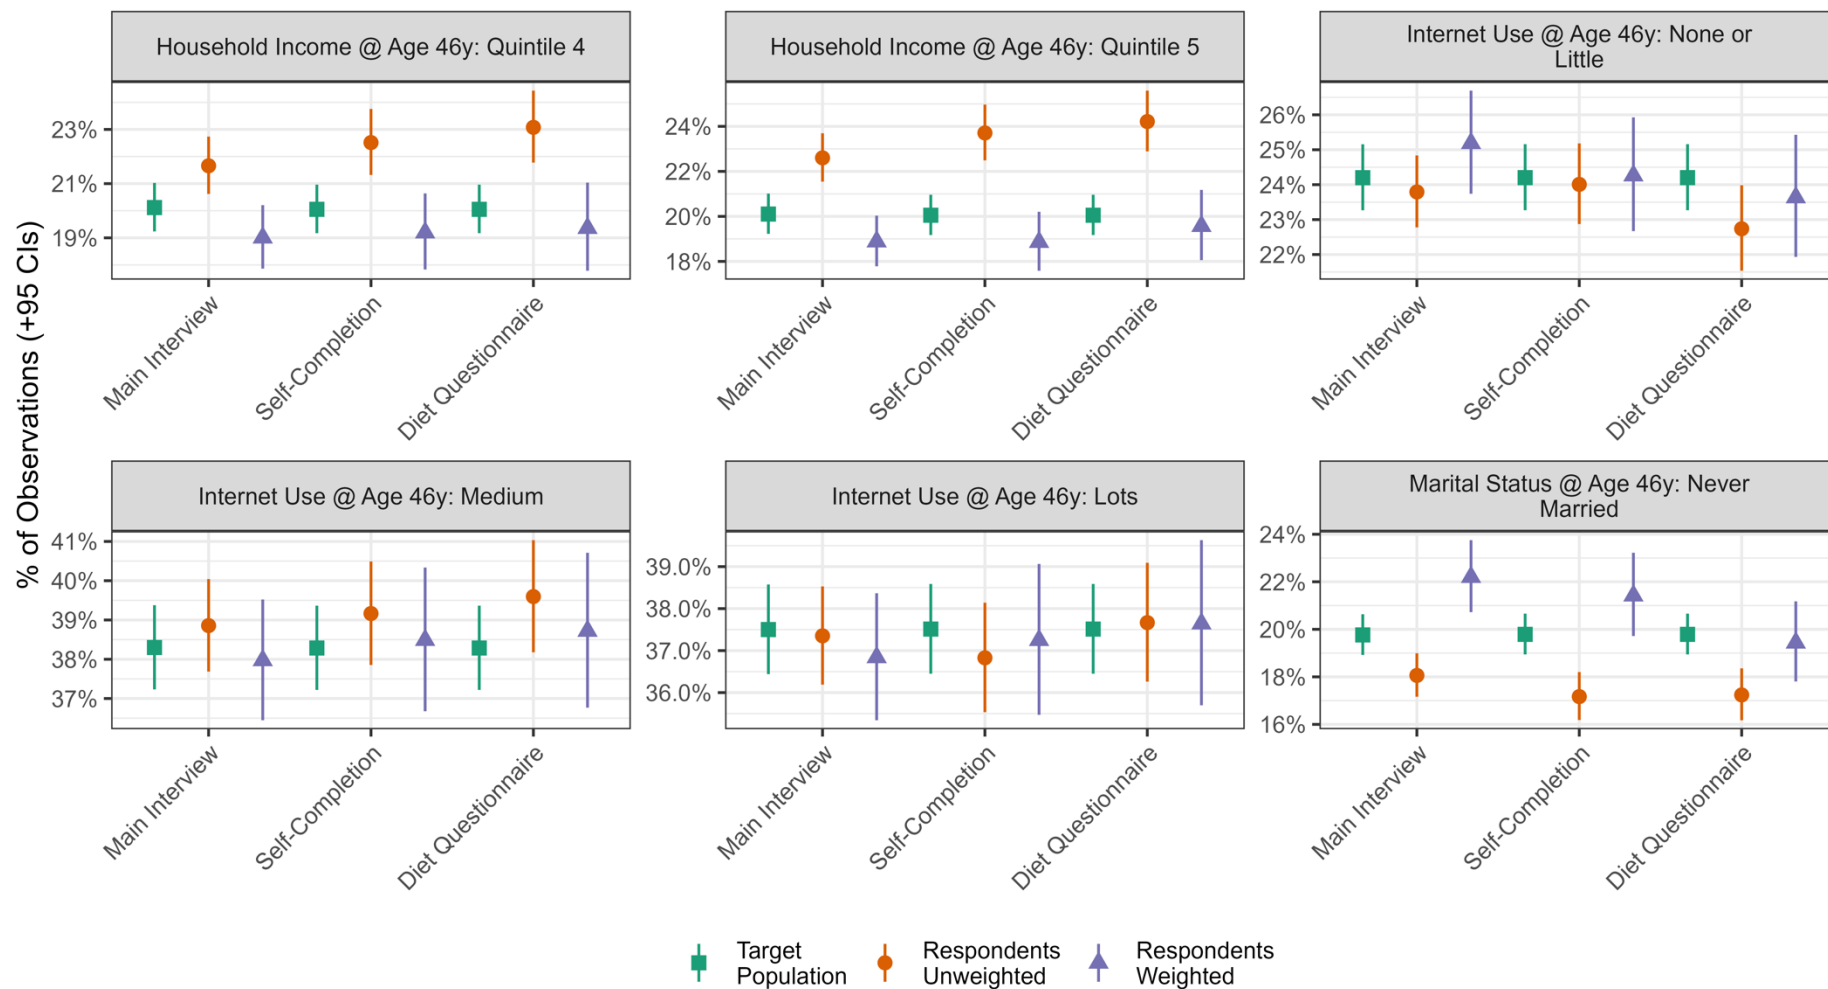 Household Income @ Age 46y: Quintile 4
Household Income @ Age 46y: Quintile 5
Internet Use @ Age 46y: None or
Little
% of Observations (+95 CIs)
23%
21%
19%
Main Interview
Self-Completion
Diet Questionnaire
24%
22%
20%
18%
Main Interview
Self-Completion
Diet Questionnaire
26%
25%
24%
23%
22%
Main Interview
Self-Completion
Diet Questionnaire
Internet Use @ Age 46y: Medium
Internet Use @ Age 46y: Lots
Marital Status @ Age 46y: Never
Married
41%
40%
39%
38%
37%
Main Interview
Self-Completion
Diet Questionnaire
39.0%
38.0%
37.0%
36.0%
Main Interview
Self-Completion
Diet Questionnaire
24%
22%
20%
18%
16%
Main Interview
Self-Completion
Diet Questionnaire
Target
Population
Respondents
Unweighted
Respondents
Weighted